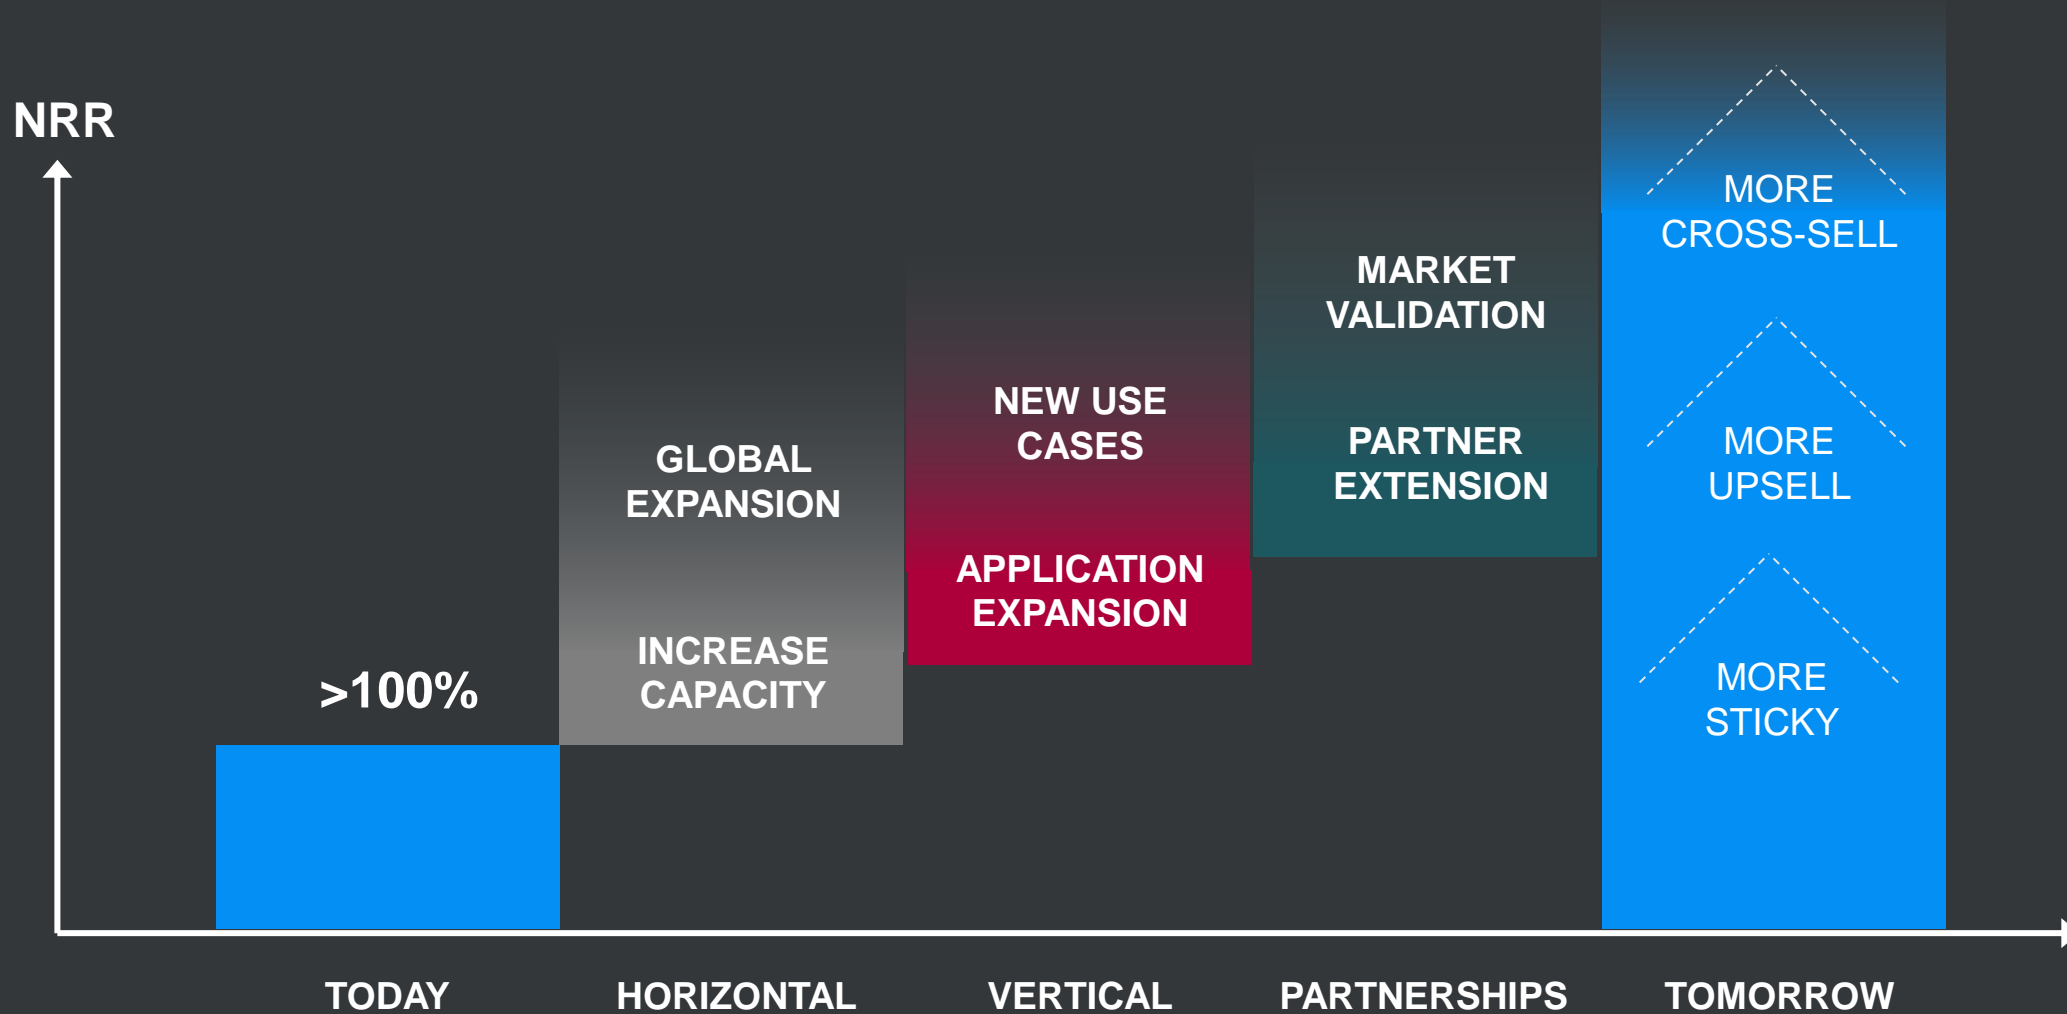 NRR
>100%
GLOBAL
EXPANSION
INCREASE
CAPACITY
NEW USE
CASES
APPLICATION
EXPANSION
MARKET
VALIDATION
PARTNER
EXTENSION
MORE
CROSS-SELL
MORE
UPSELL
MORE
STICKY
TODAY
HORIZONTAL
VERTICAL
PARTNERSHIPS
TOMORROW